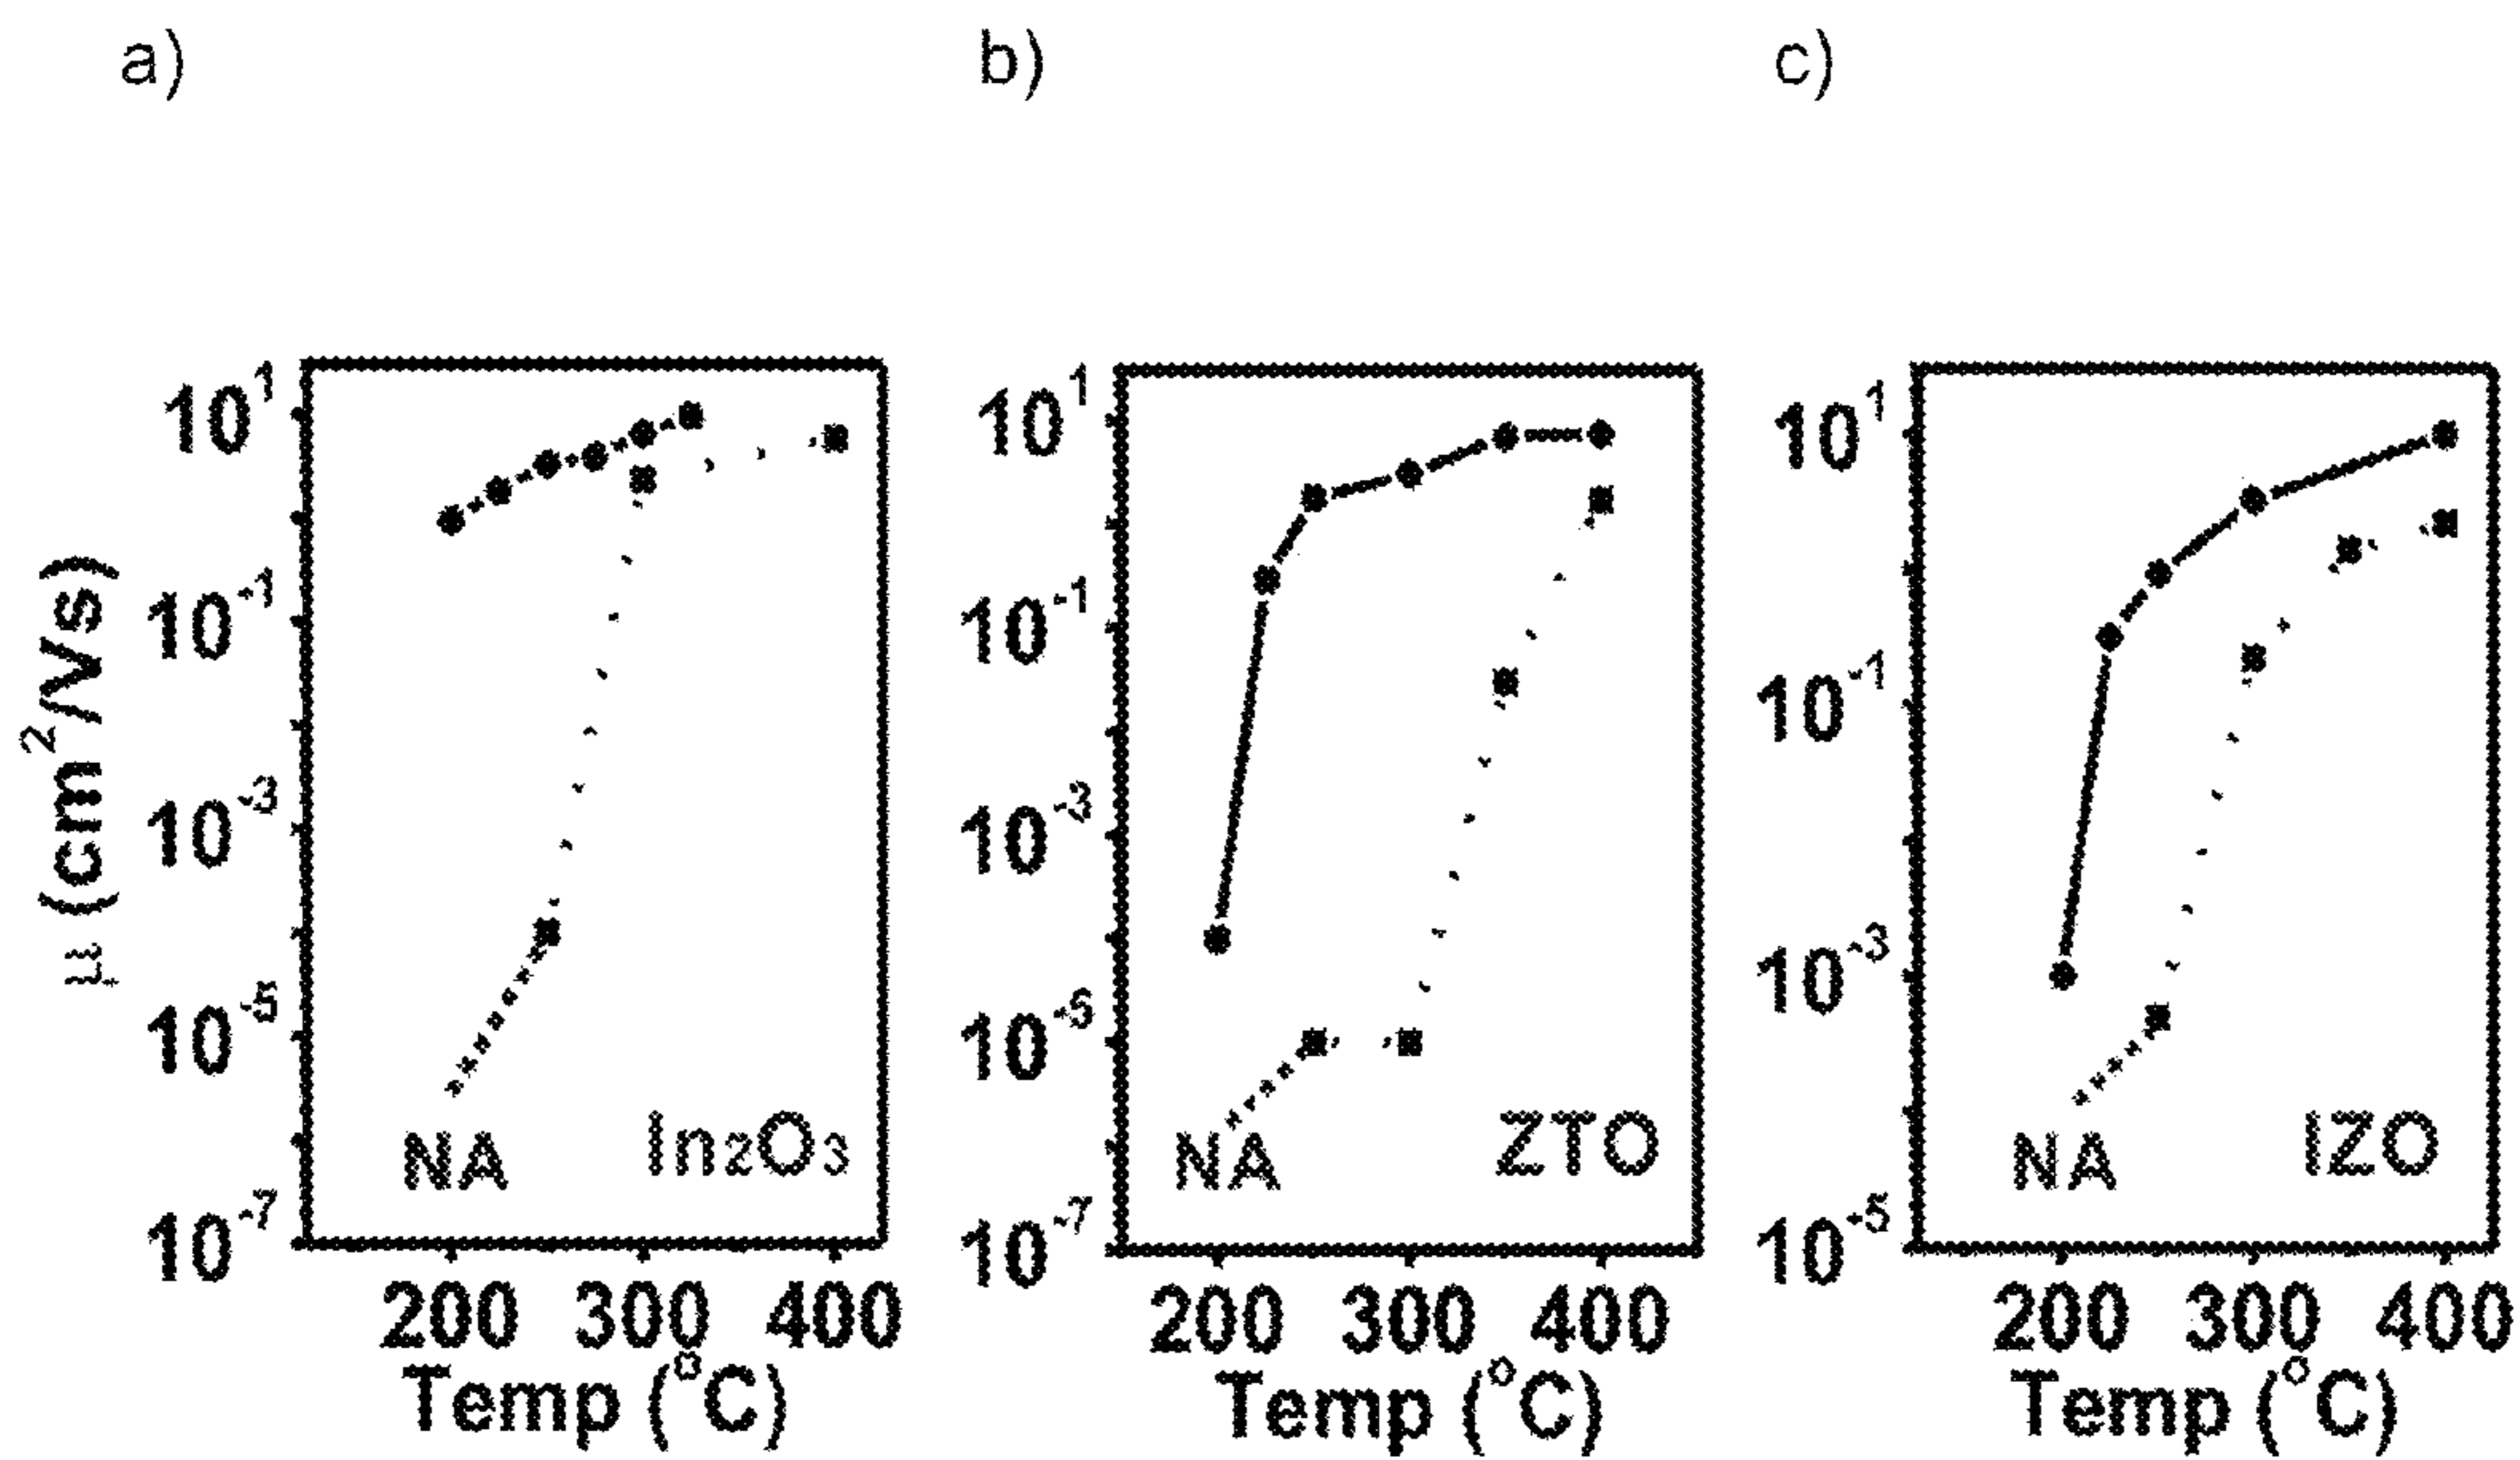 a)
b)
c)
μ (cm²/Vs)
10¹
10⁻¹
10⁻³
10⁻⁵
10⁻⁷
NA
In₂O₃
200 300 400
Temp (°C)
10¹
10⁻¹
10⁻³
10⁻⁵
10⁻⁷
NA
ZTO
200 300 400
Temp (°C)
10¹
10⁻¹
10⁻³
10⁻⁵
NA
IZO
200 300 400
Temp (°C)